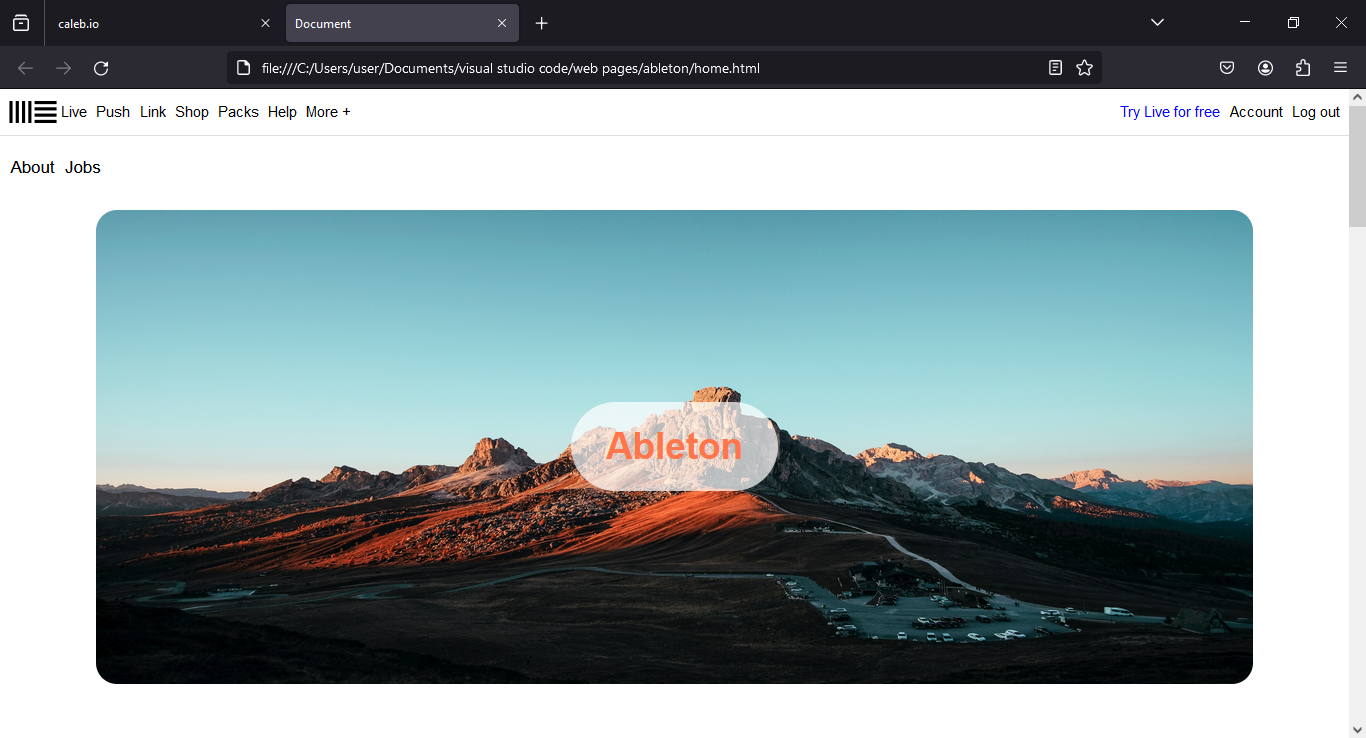 caleb.io
Document
file:///C:/Users/user/Documents/visual studio code/web pages/ableton/home.html
Live Push Link Shop Packs Help More + Try Live for free Account Log out
About Jobs
Ableton